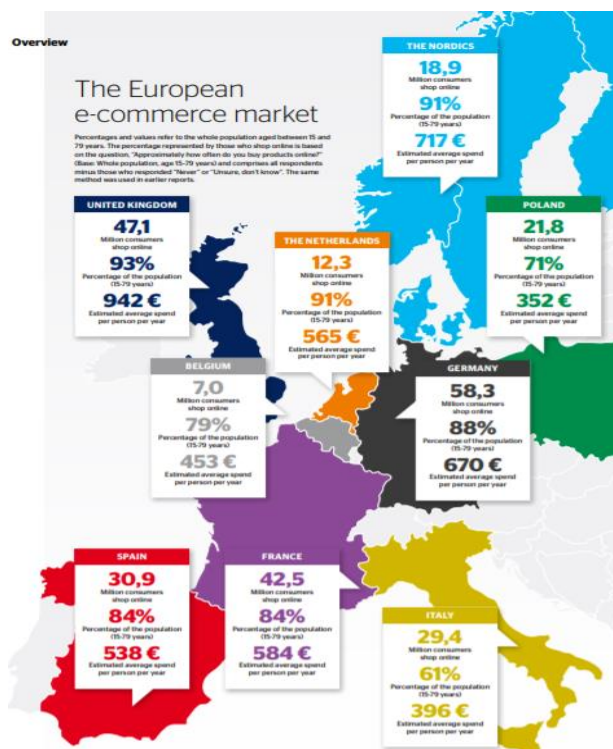 Overview
The European
e-commerce market
Percentages and values refer to the whole population aged between 15 and
79 years. The percentage represented by those who shop online is based
on the question, "Approximately how often do you buy products online?"
(Base: Whole population, age 15-79 years) and comprises all respondents
minus those who responded "Never" or "Unsure, don't know". The same
method was used in earlier reports.
THE NORDICS
18,9
Million consumers
shop online
91%
Percentage of the population
(15-79 years)
717 €
Estimated average spend
per person per year
UNITED KINGDOM
47,1
Million consumers
shop online
93%
Percentage of the population
(15-79 years)
942 €
Estimated average spend
per person per year
THE NETHERLANDS
12,3
Million consumers
shop online
91%
Percentage of the population
(15-79 years)
565 €
Estimated average spend
per person per year
POLAND
21,8
Million consumers
shop online
71%
Percentage of the population
(15-79 years)
352 €
Estimated average spend
per person per year
BELGIUM
7,0
Million consumers
shop online
79%
Percentage of the population
(15-79 years)
453 €
Estimated average spend
per person per year
GERMANY
58,3
Million consumers
shop online
88%
Percentage of the population
(15-79 years)
670 €
Estimated average spend
per person per year
SPAIN
30,9
Million consumers
shop online
84%
Percentage of the population
(15-79 years)
538 €
Estimated average spend
per person per year
FRANCE
42,5
Million consumers
shop online
84%
Percentage of the population
(15-79 years)
584 €
Estimated average spend
per person per year
ITALY
29,4
Million consumers
shop online
61%
Percentage of the population
(15-79 years)
396 €
Estimated average spend
per person per year